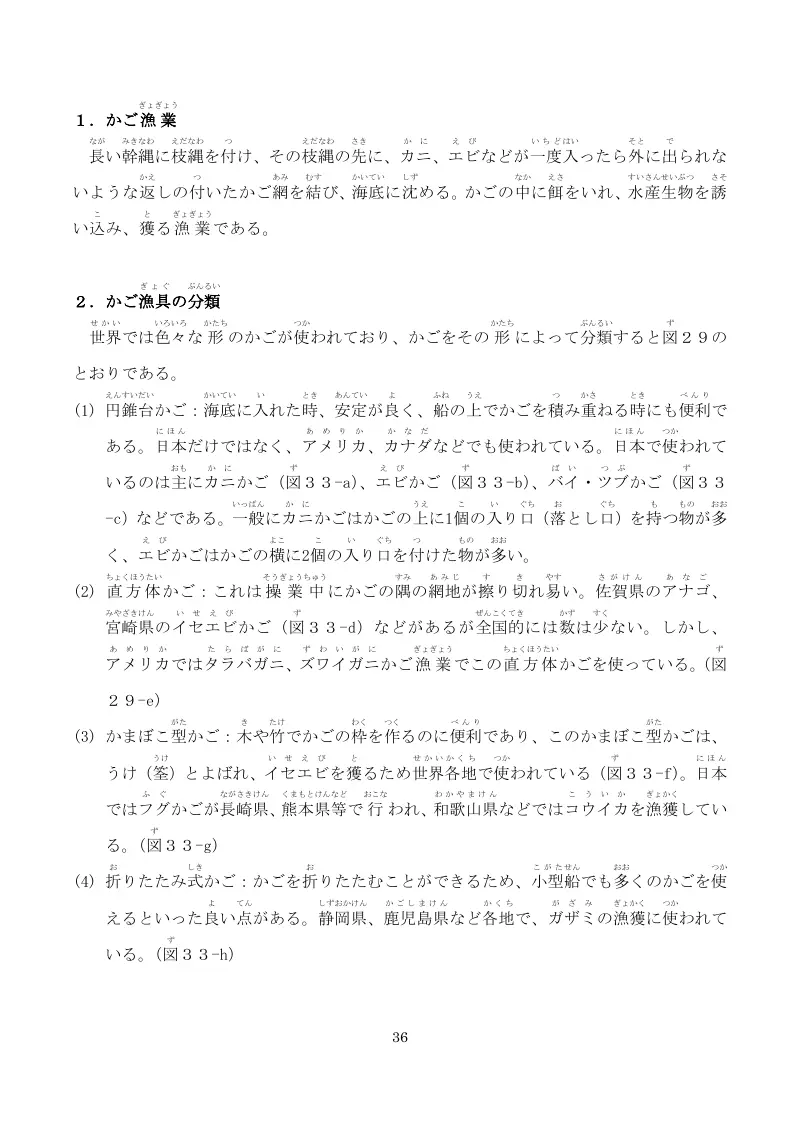 １．かご漁業
長い幹縄に枝縄を付け、その枝縄の先に、カニ、エビなどが一度入ったら外に出られな
いような返しの付いたかご網を結び、海底に沈める。かごの中に餌をいれ、水産生物を誘
い込み、獲る漁業である。
２．かご漁具の分類
世界では色々な形のかごが使われており、かごをその形によって分類すると図２９の
とおりである。
(1) 円錐台かご：海底に入れた時、安定が良く、船の上でかごを積み重ねる時にも便利で
ある。日本だけではなく、アメリカ、カナダなどでも使われている。日本で使われて
いるのは主にカニかご（図３３-a)、エビかご（図３３-b)、バイ・ツブかご（図３３
-c）などである。一般にカニかごはかごの上に1個の入り口（落とし口）を持つ物が多
く、エビかごはかごの横に2個の入り口を付けた物が多い。
(2) 直方体かご：これは操業中にかごの隅の網地が擦り切れ易い。佐賀県のアナゴ、
宮崎県のイセエビかご（図３３-d）などがあるが全国的には数は少ない。しかし、
アメリカではタラバガニ、ズワイガニかご漁業でこの直方体かごを使っている。(図
２９-e)
(3) かまぼこ型かご：木や竹でかごの枠を作るのに便利であり、このかまぼこ型かごは、
うけ（筌）とよばれ、イセエビを獲るため世界各地で使われている（図３３-f)。日本
ではフグかごが長崎県、熊本県等で行われ、和歌山県などではコウイカを漁獲してい
る。(図３３-g)
(4) 折りたたみ式かご：かごを折りたたむことができるため、小型船でも多くのかごを使
えるといった良い点がある。静岡県、鹿児島県など各地で、ガザミの漁獲に使われて
いる。(図３３-h)
36